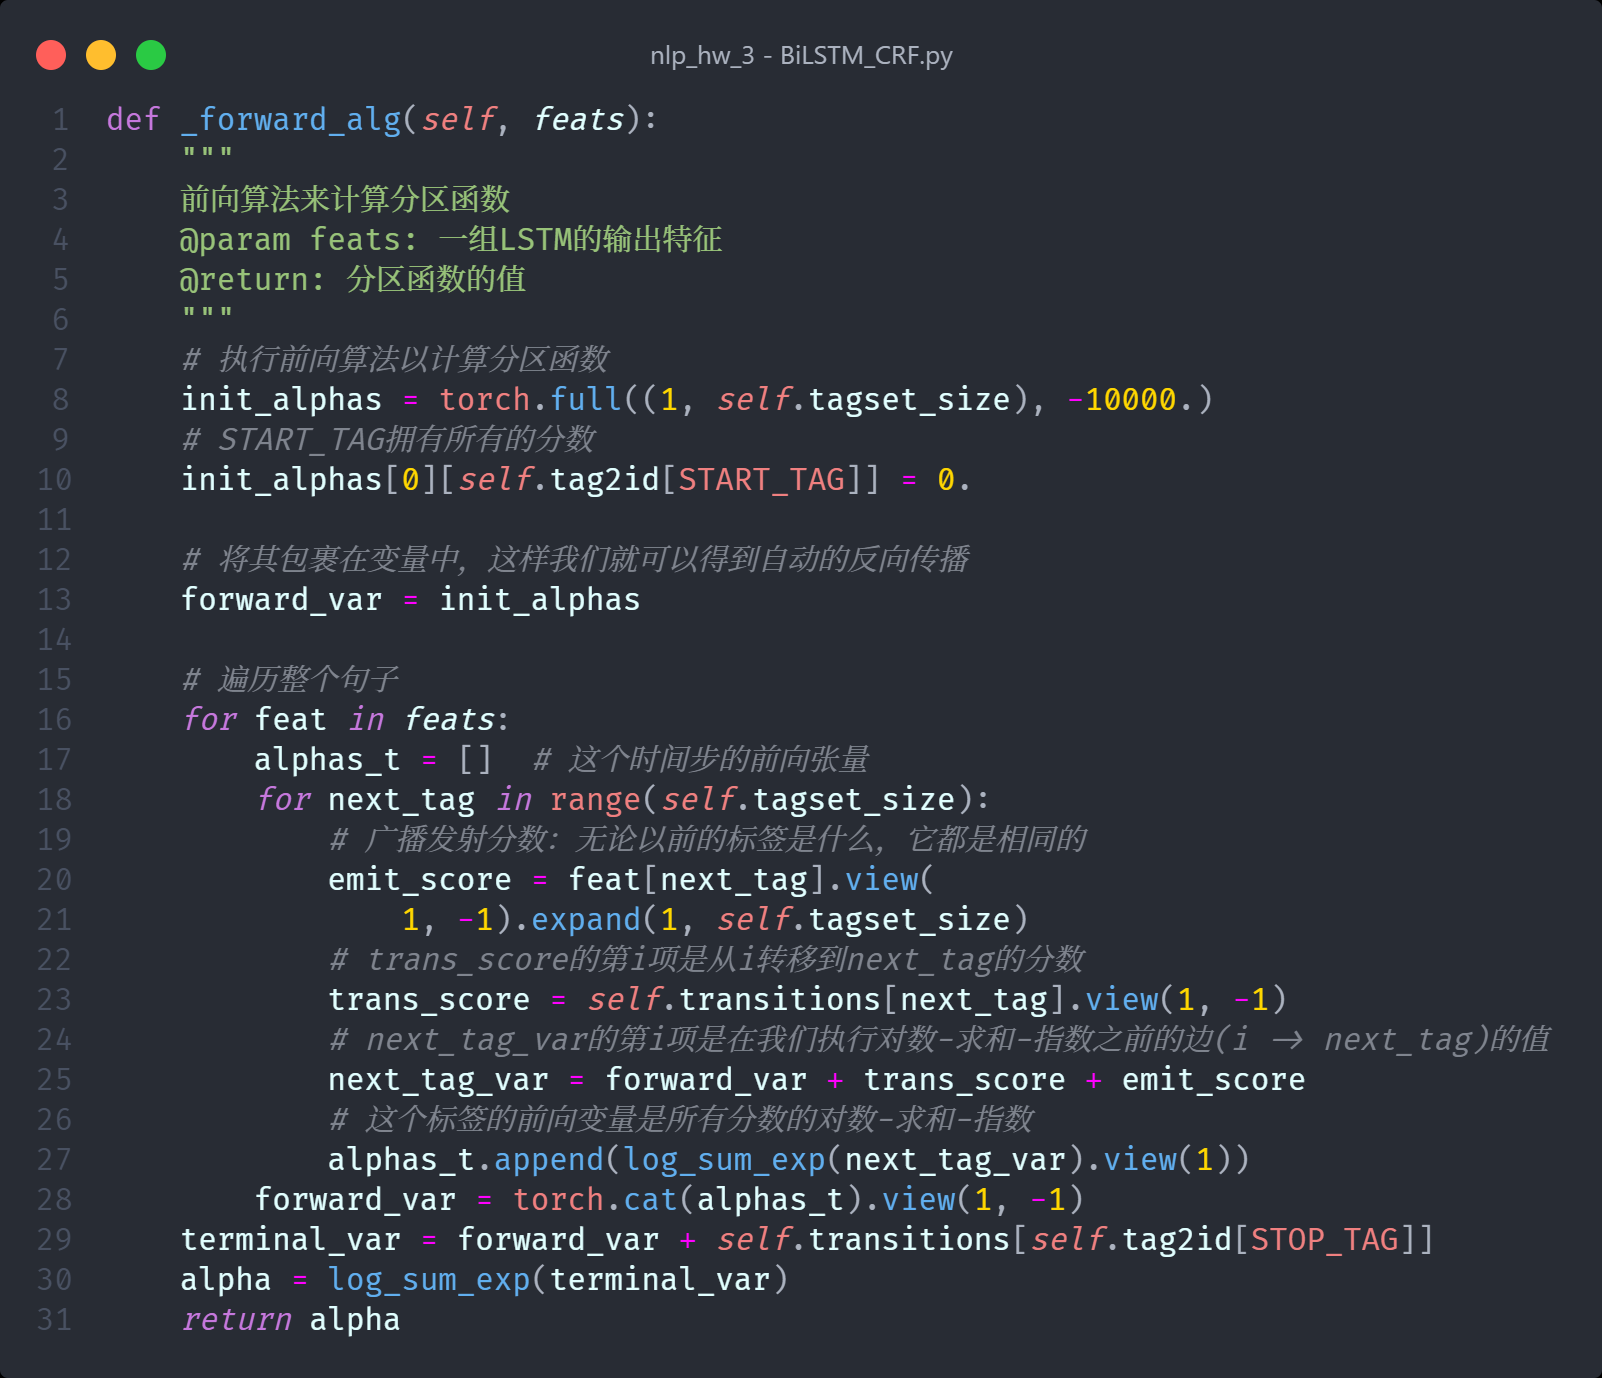 nlp_hw_3 - BiLSTM_CRF.py
1 def _forward_alg(self, feats):
2     """
3     前向算法来计算分区函数
4     @param feats: 一组LSTM的输出特征
5     @return: 分区函数的值
6     """
7     # 执行前向算法以计算分区函数
8     init_alphas = torch.full((1, self.tagset_size), -10000.)
9     # START_TAG拥有所有的分数
10     init_alphas[0][self.tag2id[START_TAG]] = 0.
11
12     # 将其包裹在变量中，这样我们就可以得到自动的反向传播
13     forward_var = init_alphas
14
15     # 遍历整个句子
16     for feat in feats:
17         alphas_t = []  # 这个时间步的前向张量
18         for next_tag in range(self.tagset_size):
19             # 广播发射分数：无论以前的标签是什么，它都是相同的
20             emit_score = feat[next_tag].view(
21                 1, -1).expand(1, self.tagset_size)
22             # trans_score的第i项是从i转移到next_tag的分数
23             trans_score = self.transitions[next_tag].view(1, -1)
24             # next_tag_var的第i项是在我们执行对数-求和-指数之前的边(i -> next_tag)的值
25             next_tag_var = forward_var + trans_score + emit_score
26             # 这个标签的前向变量是所有分数的对数-求和-指数
27             alphas_t.append(log_sum_exp(next_tag_var).view(1))
28         forward_var = torch.cat(alphas_t).view(1, -1)
29     terminal_var = forward_var + self.transitions[self.tag2id[STOP_TAG]]
30     alpha = log_sum_exp(terminal_var)
31     return alpha